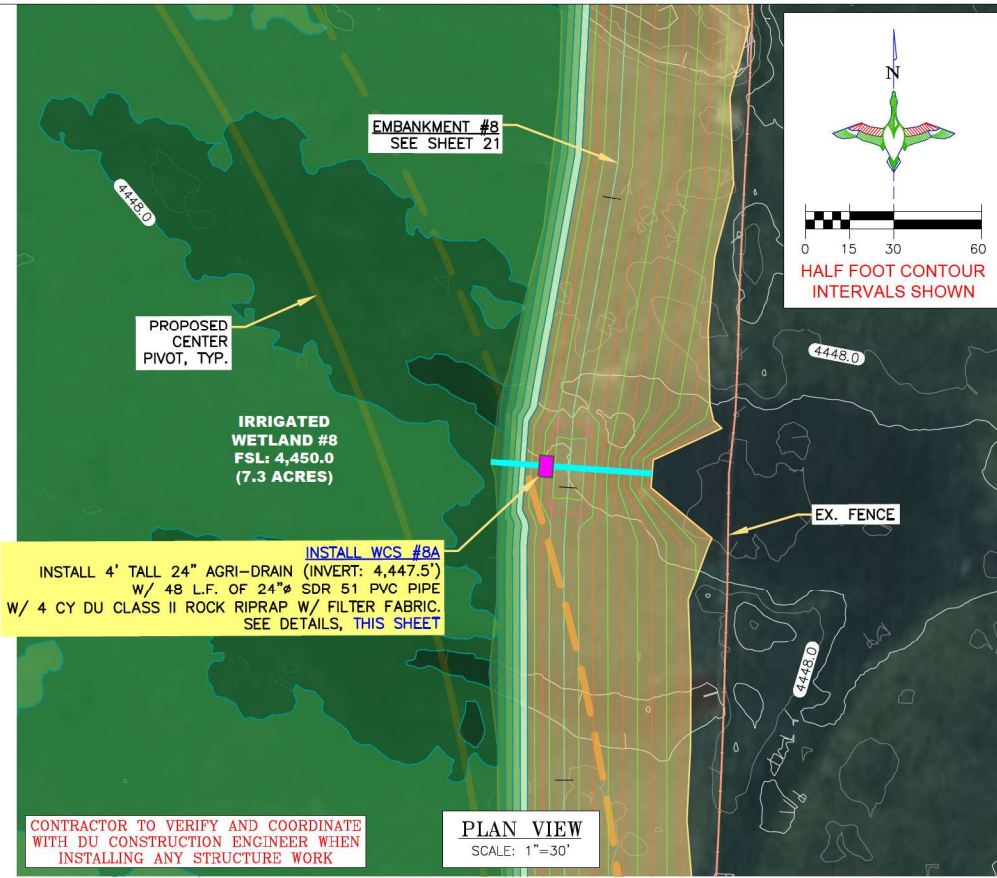 N
0 15 30 60
HALF FOOT CONTOUR
INTERVALS SHOWN
EMBANKMENT #8
SEE SHEET 21
4448.0
PROPOSED
CENTER
PIVOT, TYP.
4448.0
IRRIGATED
WETLAND #8
FSL: 4,450.0
(7.3 ACRES)
EX. FENCE
INSTALL WCS #8A
INSTALL 4' TALL 24" AGRI-DRAIN (INVERT: 4,447.5')
W/ 48 L.F. OF 24"ø SDR 51 PVC PIPE
W/ 4 CY DU CLASS II ROCK RIPRAP W/ FILTER FABRIC.
SEE DETAILS, THIS SHEET
4448.0
CONTRACTOR TO VERIFY AND COORDINATE
WITH DU CONSTRUCTION ENGINEER WHEN
INSTALLING ANY STRUCTURE WORK
PLAN VIEW
SCALE: 1"=30'